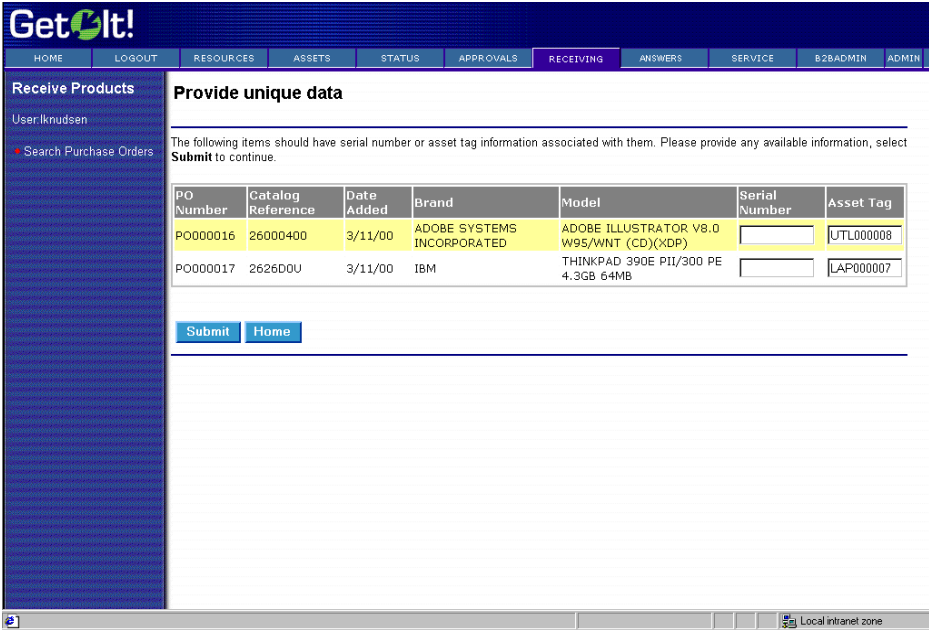 Get It!
HOME LOGOUT RESOURCES ASSETS STATUS APPROVALS RECEIVING ANSWERS SERVICE B2BADMIN ADMIN
Receive Products
User:lknudsen
Search Purchase Orders
Provide unique data
The following items should have serial number or asset tag information associated with them. Please provide any available information, select
Submit to continue.
PO Number Catalog Reference Date Added Brand Model Serial Number Asset Tag
PO000016 26000400 3/11/00 ADOBE SYSTEMS INCORPORATED ADOBE ILLUSTRATOR V8.0 W95/WNT (CD)(XDP) UTL000008
PO000017 2626D0U 3/11/00 IBM THINKPAD 390E PII/300 PE 4.3GB 64MB LAP000007
Submit Home
Local intranet zone